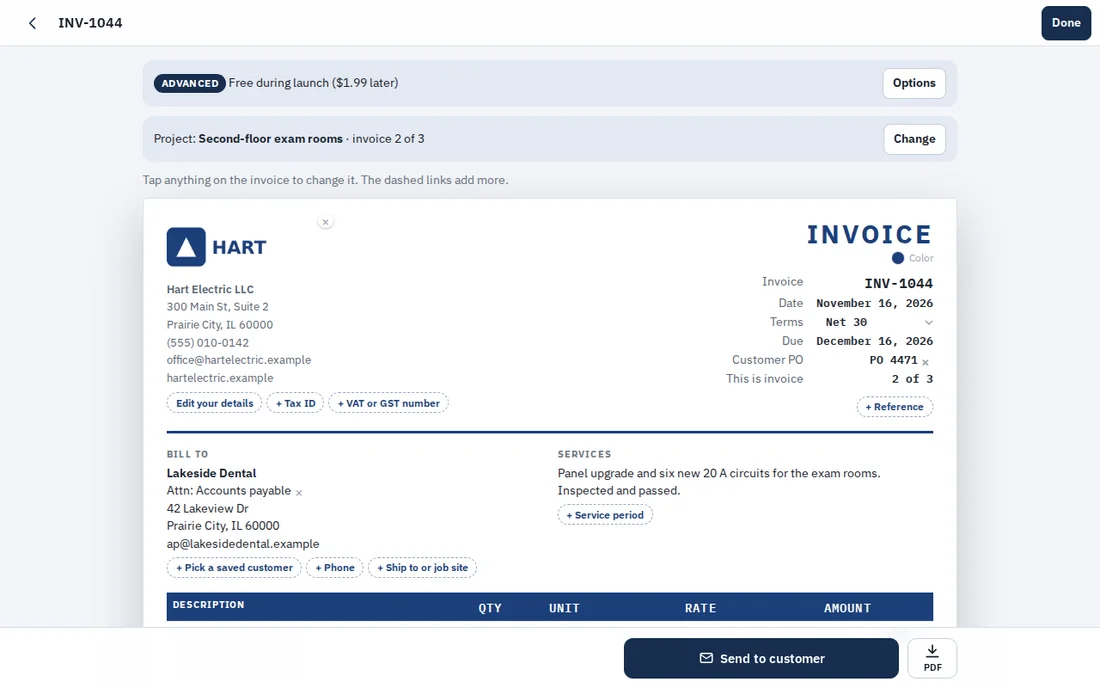 INV-1044
Done
ADVANCED Free during launch ($1.99 later)
Options
Project: Second-floor exam rooms · invoice 2 of 3
Change
Tap anything on the invoice to change it. The dashed links add more.
HART
INVOICE
Color
Hart Electric LLC
300 Main St, Suite 2
Prairie City, IL 60000
(555) 010-0142
office@hartelectric.example
hartelectric.example
Edit your details
+ Tax ID
+ VAT or GST number
Invoice INV-1044
Date November 16, 2026
Terms Net 30
Due December 16, 2026
Customer PO PO 4471 ×
This is invoice 2 of 3
+ Reference
BILL TO
Lakeside Dental
Attn: Accounts payable ×
42 Lakeview Dr
Prairie City, IL 60000
ap@lakesidedental.example
+ Pick a saved customer
+ Phone
+ Ship to or job site
SERVICES
Panel upgrade and six new 20 A circuits for the exam rooms.
Inspected and passed.
+ Service period
DESCRIPTION QTY UNIT RATE AMOUNT
Send to customer
PDF